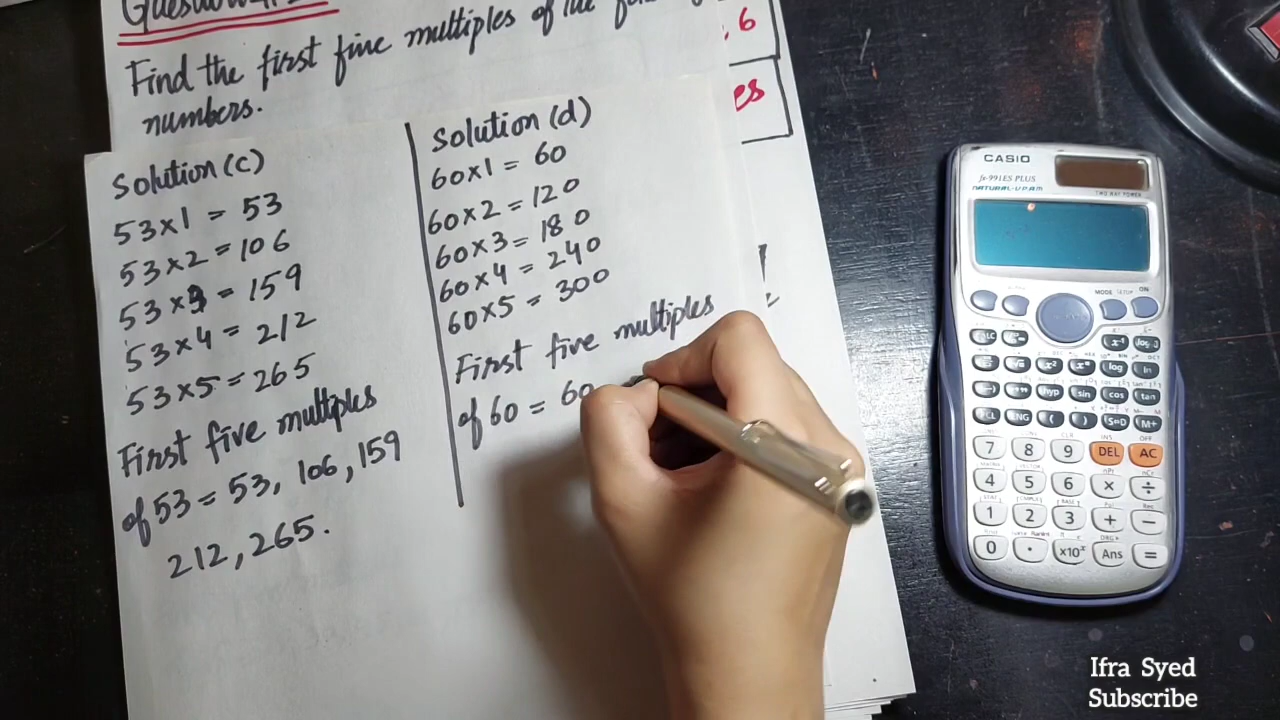 Find the first five multiples of the
numbers.
, 6
es
Solution (c)
53×1 = 53
53×2 = 106
53×3 = 159
53×4 = 212
53×5 = 265
First five multiples
of 53 = 53, 106, 159
212, 265.
Solution (d)
60×1 = 60
60×2 = 120
60×3 = 180
60×4 = 240
60×5 = 300
First five multiples
of 60 = 60
CASIO
fx-991ES PLUS
NATURAL-V.P.A.M.
TWO WAY POWER
MODE SETUP ON
log ln
hyp sin cos tan
RCL ENG ( ) S⇔D M+
7 8 9 DEL AC
4 5 6 × ÷
1 2 3 + −
0 . ×10ˣ Ans =
Ifra Syed
Subscribe